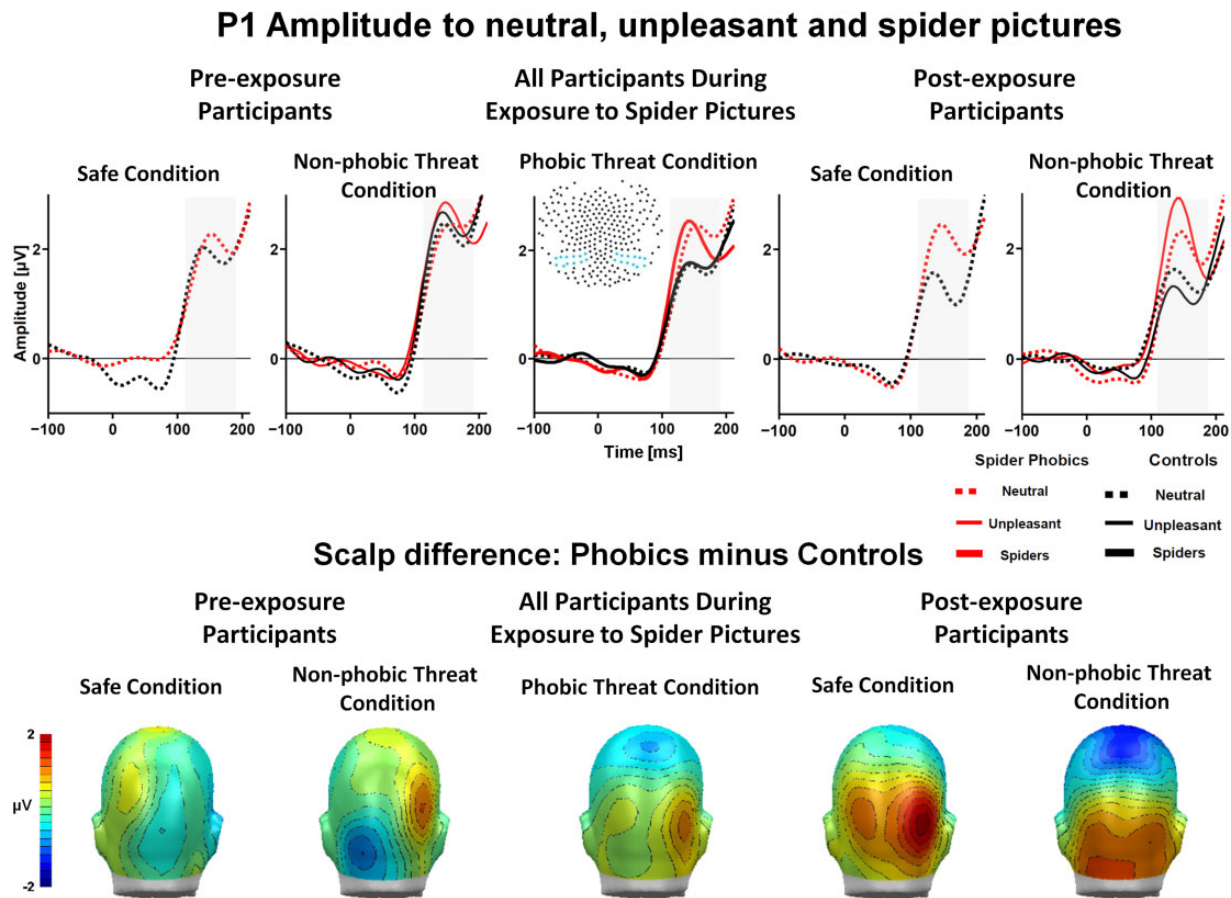 P1 Amplitude to neutral, unpleasant and spider pictures
Pre-exposure
Participants
All Participants During
Exposure to Spider Pictures
Post-exposure
Participants
Safe Condition
Non-phobic Threat
Condition
Phobic Threat Condition
Safe Condition
Non-phobic Threat
Condition
Amplitude [µV]
2
0
2
0
2
0
2
0
2
0
−100 0 100 200
−100 0 100 200
−100 0 100 200
−100 0 100 200
−100 0 100 200
Time [ms]
Spider Phobics Controls
Neutral Neutral
Unpleasant Unpleasant
Spiders Spiders
Scalp difference: Phobics minus Controls
Pre-exposure
Participants
All Participants During
Exposure to Spider Pictures
Post-exposure
Participants
Safe Condition
Non-phobic Threat
Condition
Phobic Threat Condition
Safe Condition
Non-phobic Threat
Condition
2
µV
-2